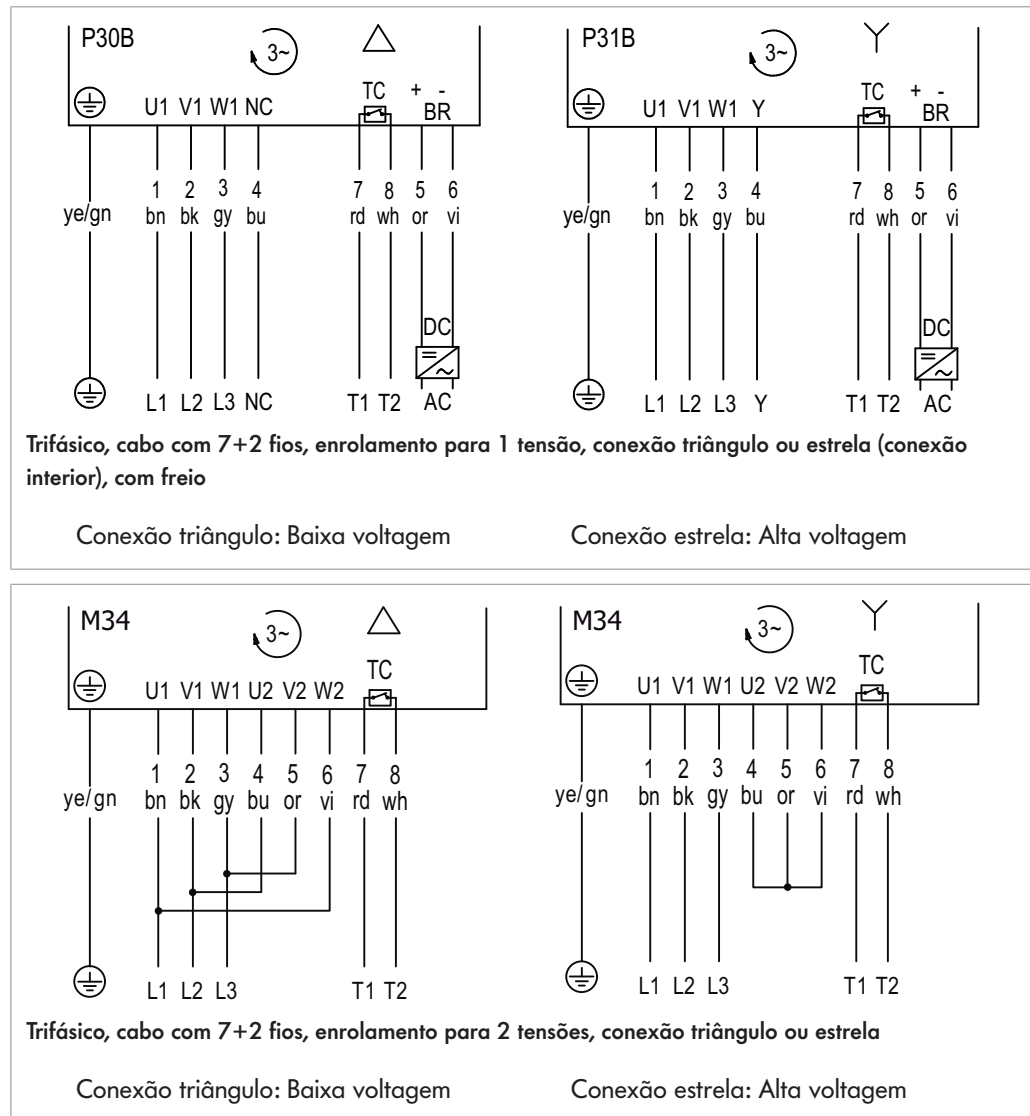 P30B
3~
TC + -
U1 V1 W1 NC BR
1 2 3 4 7 8 5 6
ye/gn bn bk gy bu rd wh or vi
DC
=
~
L1 L2 L3 NC T1 T2 AC
P31B
3~
TC + -
U1 V1 W1 Y BR
1 2 3 4 7 8 5 6
ye/gn bn bk gy bu rd wh or vi
DC
=
~
L1 L2 L3 Y T1 T2 AC
Trifásico, cabo com 7+2 fios, enrolamento para 1 tensão, conexão triângulo ou estrela (conexão
interior), com freio
Conexão triângulo: Baixa voltagem Conexão estrela: Alta voltagem
M34
3~
TC
U1 V1 W1 U2 V2 W2
1 2 3 4 5 6 7 8
ye/gn bn bk gy bu or vi rd wh
L1 L2 L3 T1 T2
M34
3~
TC
U1 V1 W1 U2 V2 W2
1 2 3 4 5 6 7 8
ye/gn bn bk gy bu or vi rd wh
L1 L2 L3 T1 T2
Trifásico, cabo com 7+2 fios, enrolamento para 2 tensões, conexão triângulo ou estrela
Conexão triângulo: Baixa voltagem Conexão estrela: Alta voltagem